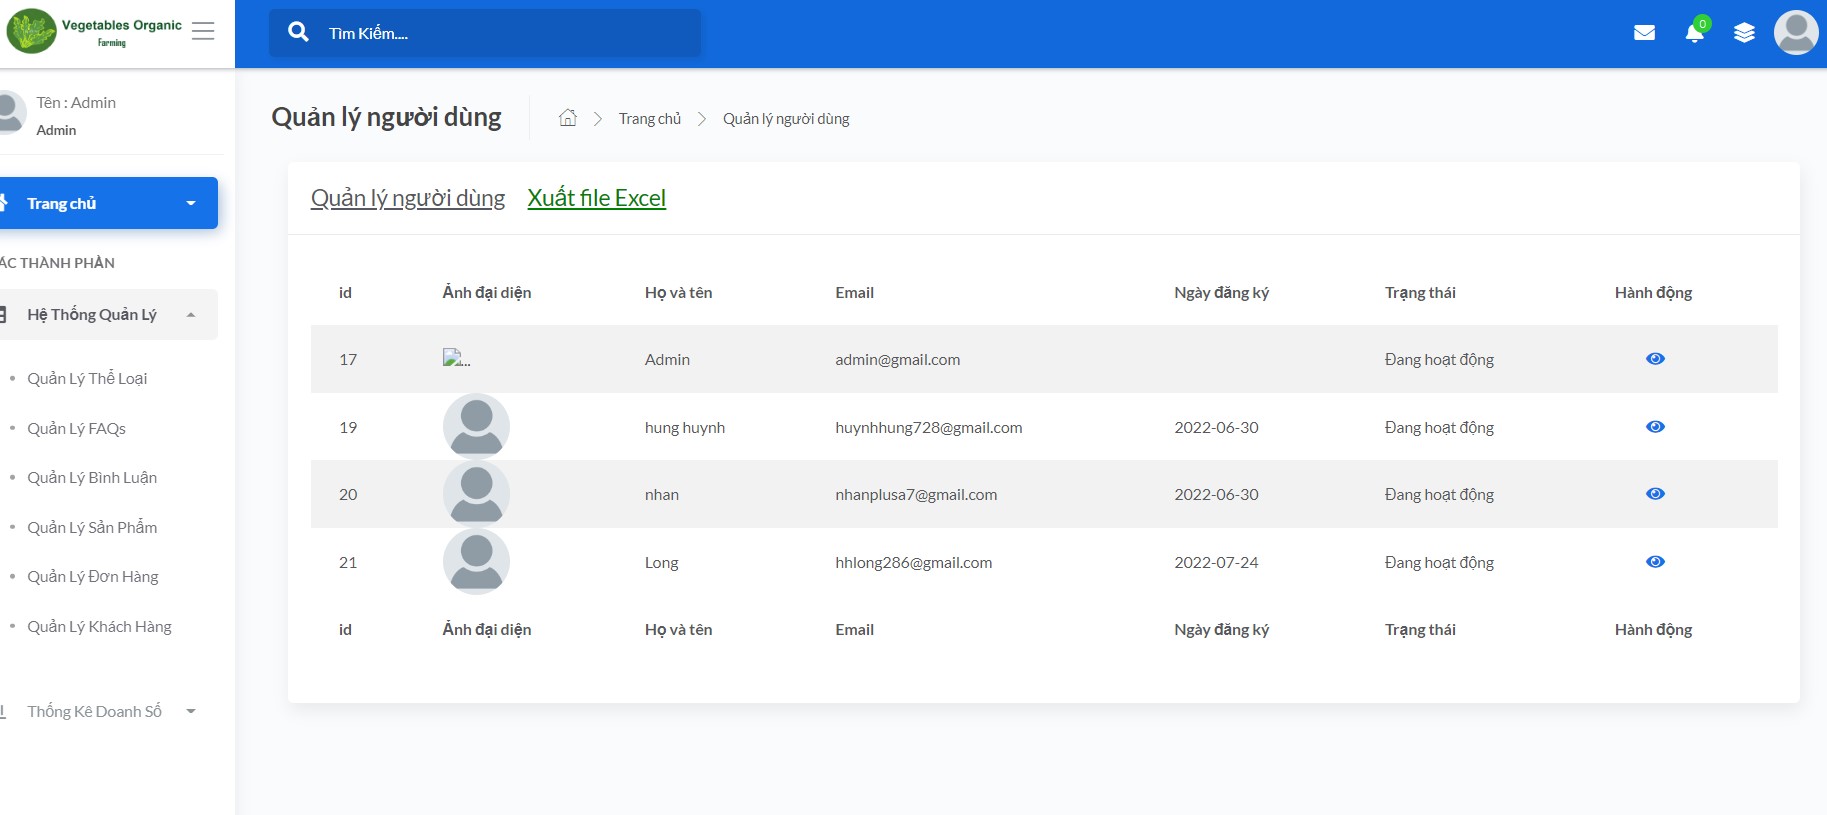 Vegetables Organic
Farming
Tìm Kiếm....
0
Tên : Admin
Admin
Quản lý người dùng
Trang chủ
Quản lý người dùng
Trang chủ
ÁC THÀNH PHẦN
Hệ Thống Quản Lý
Quản Lý Thể Loại
Quản Lý FAQs
Quản Lý Bình Luận
Quản Lý Sản Phẩm
Quản Lý Đơn Hàng
Quản Lý Khách Hàng
Thống Kê Doanh Số
Quản lý người dùng Xuất file Excel
id Ảnh đại diện Họ và tên Email Ngày đăng ký Trạng thái Hành động
17 ... Admin admin@gmail.com Đang hoạt động
19 hung huynh huynhhung728@gmail.com 2022-06-30 Đang hoạt động
20 nhan nhanplusa7@gmail.com 2022-06-30 Đang hoạt động
21 Long hhlong286@gmail.com 2022-07-24 Đang hoạt động
id Ảnh đại diện Họ và tên Email Ngày đăng ký Trạng thái Hành động